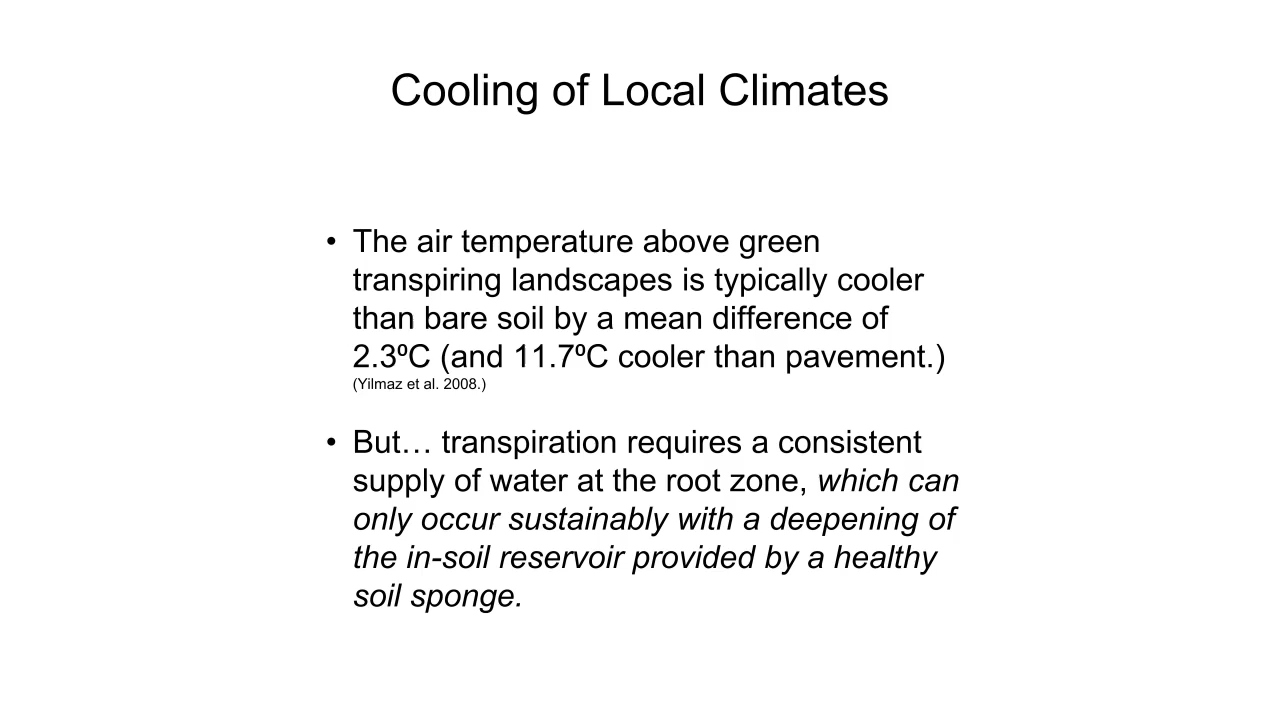 Cooling of Local Climates
• The air temperature above green
transpiring landscapes is typically cooler
than bare soil by a mean difference of
2.3⁰C (and 11.7⁰C cooler than pavement.)
(Yilmaz et al. 2008.)
• But… transpiration requires a consistent
supply of water at the root zone, which can
only occur sustainably with a deepening of
the in-soil reservoir provided by a healthy
soil sponge.